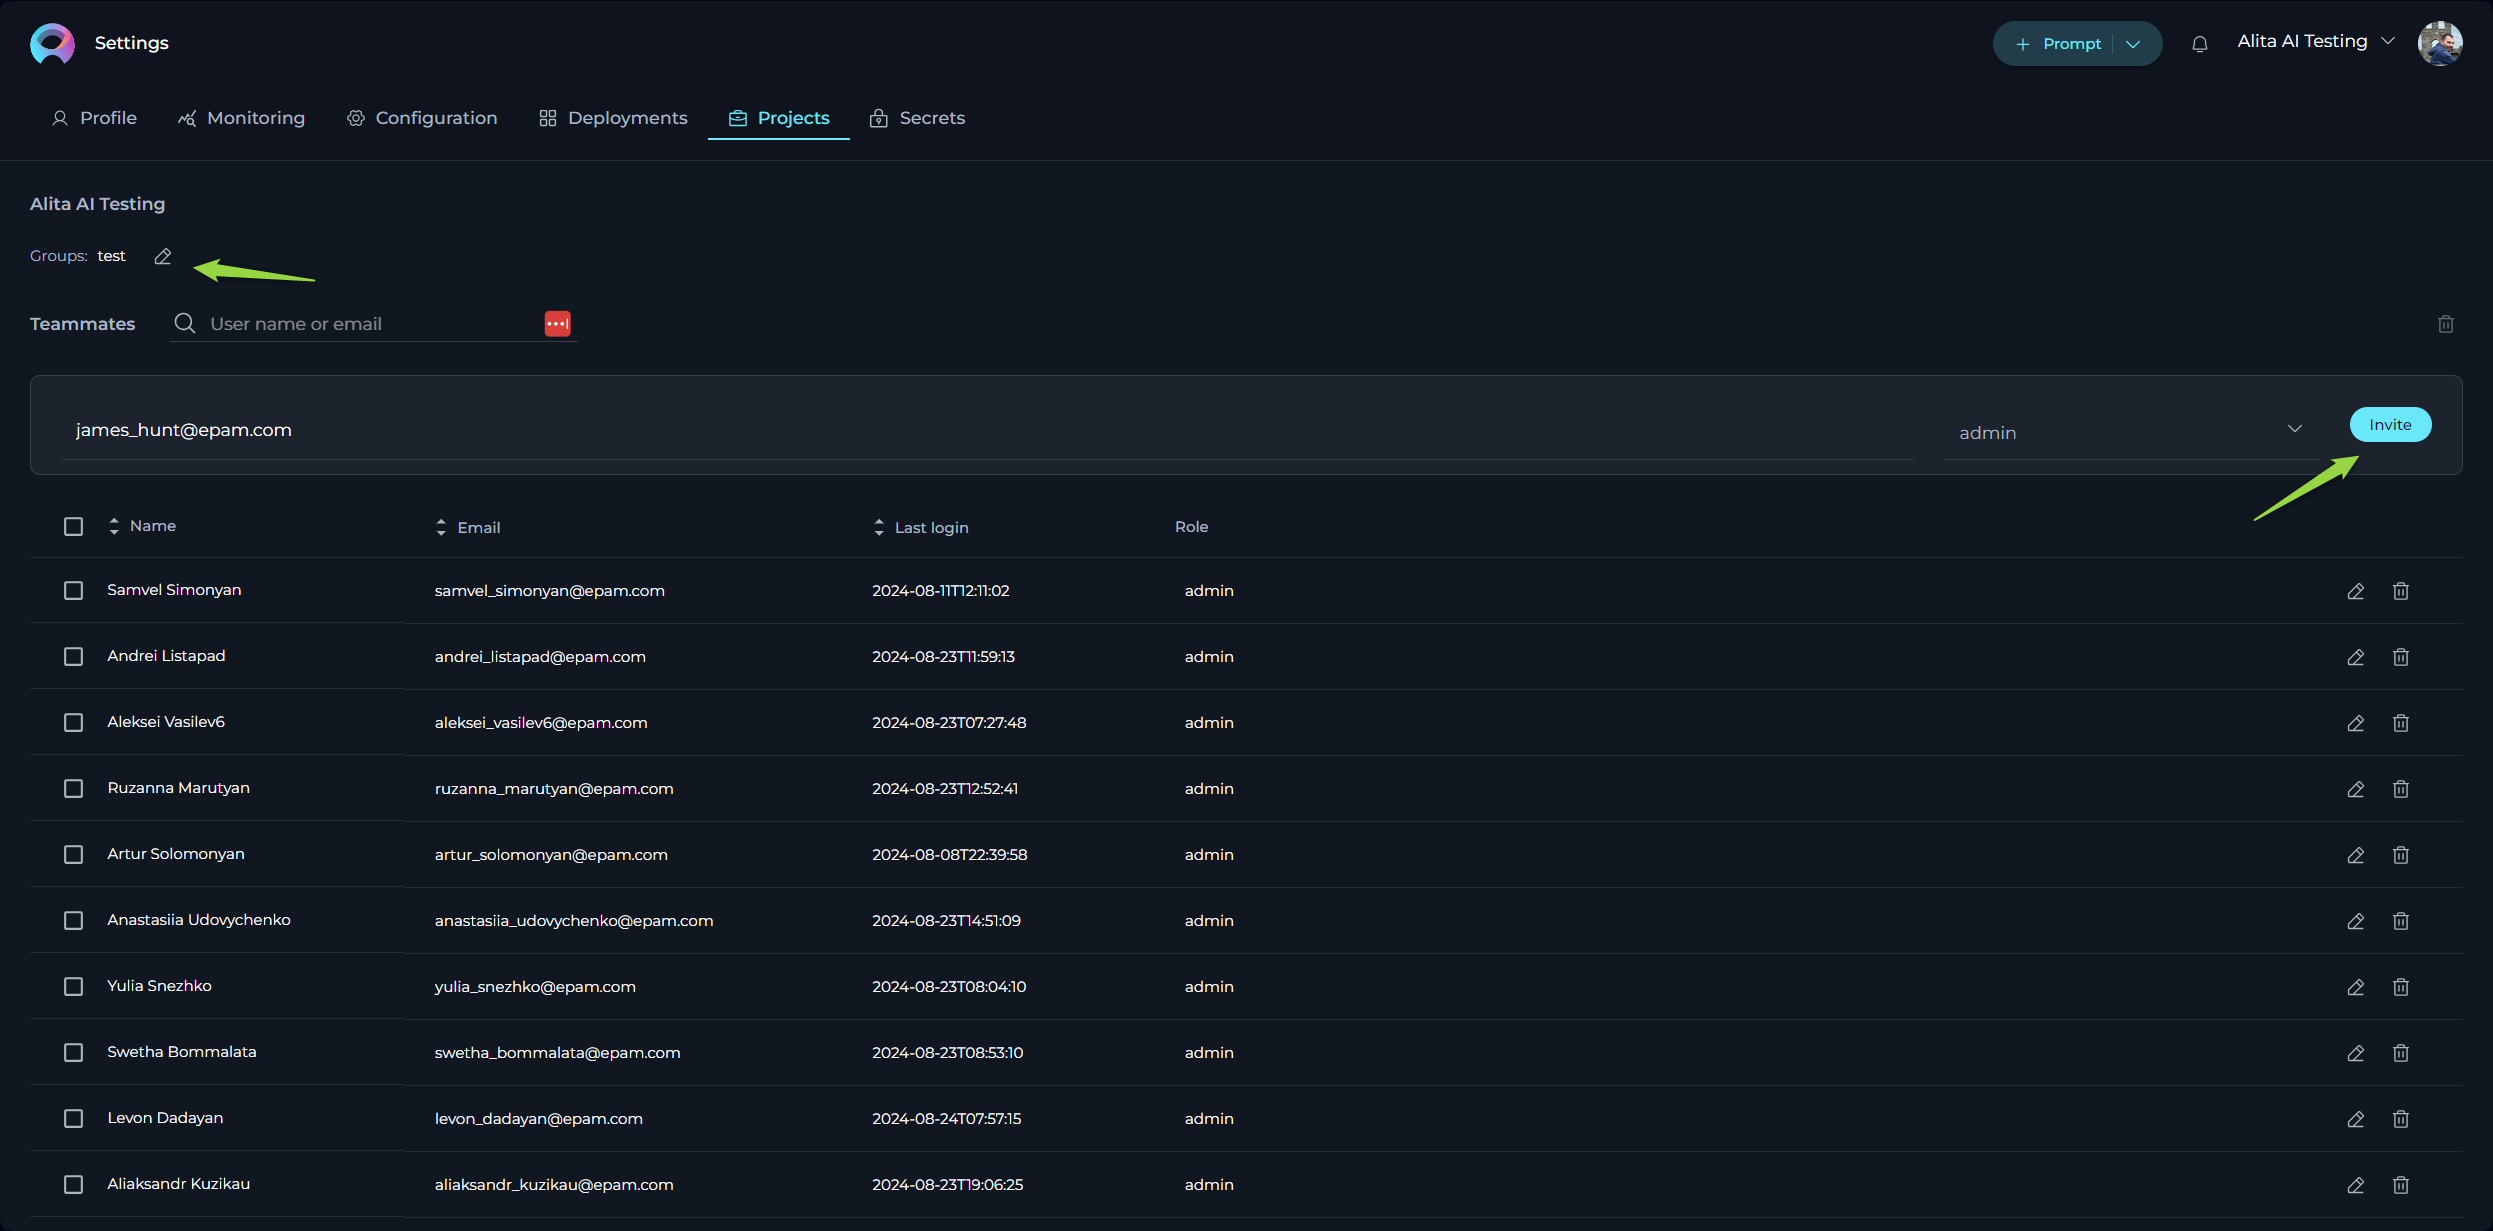 Settings
Prompt
Alita AI Testing
Profile
Monitoring
Configuration
Deployments
Projects
Secrets
Alita AI Testing
Groups: test
Teammates
User name or email
james_hunt@epam.com
admin
Invite
Name Email Last login Role
Samvel Simonyan samvel_simonyan@epam.com 2024-08-11T12:11:02 admin
Andrei Listapad andrei_listapad@epam.com 2024-08-23T11:59:13 admin
Aleksei Vasilev6 aleksei_vasilev6@epam.com 2024-08-23T07:27:48 admin
Ruzanna Marutyan ruzanna_marutyan@epam.com 2024-08-23T12:52:41 admin
Artur Solomonyan artur_solomonyan@epam.com 2024-08-08T22:39:58 admin
Anastasiia Udovychenko anastasiia_udovychenko@epam.com 2024-08-23T14:51:09 admin
Yulia Snezhko yulia_snezhko@epam.com 2024-08-23T08:04:10 admin
Swetha Bommalata swetha_bommalata@epam.com 2024-08-23T08:53:10 admin
Levon Dadayan levon_dadayan@epam.com 2024-08-24T07:57:15 admin
Aliaksandr Kuzikau aliaksandr_kuzikau@epam.com 2024-08-23T19:06:25 admin